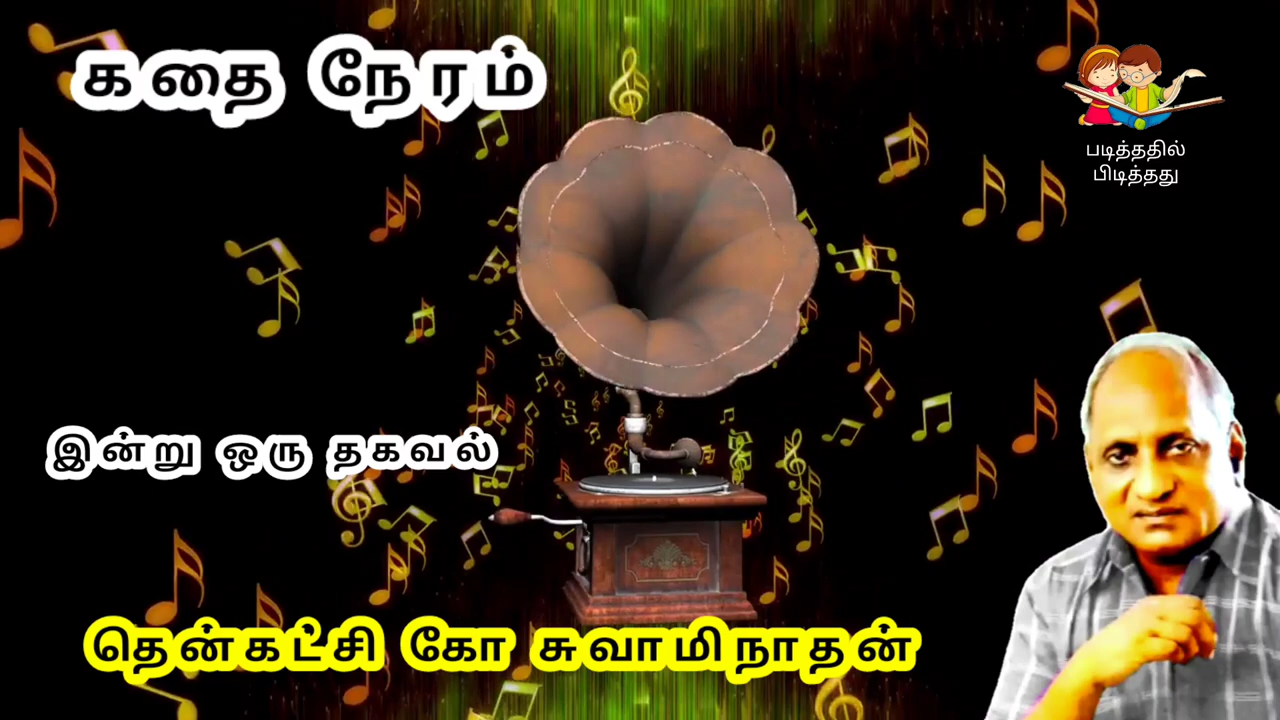 கதை நேரம்
படித்ததில்
பிடித்தது
இன்று ஒரு தகவல்
தென்கட்சி கோ சுவாமிநாதன்